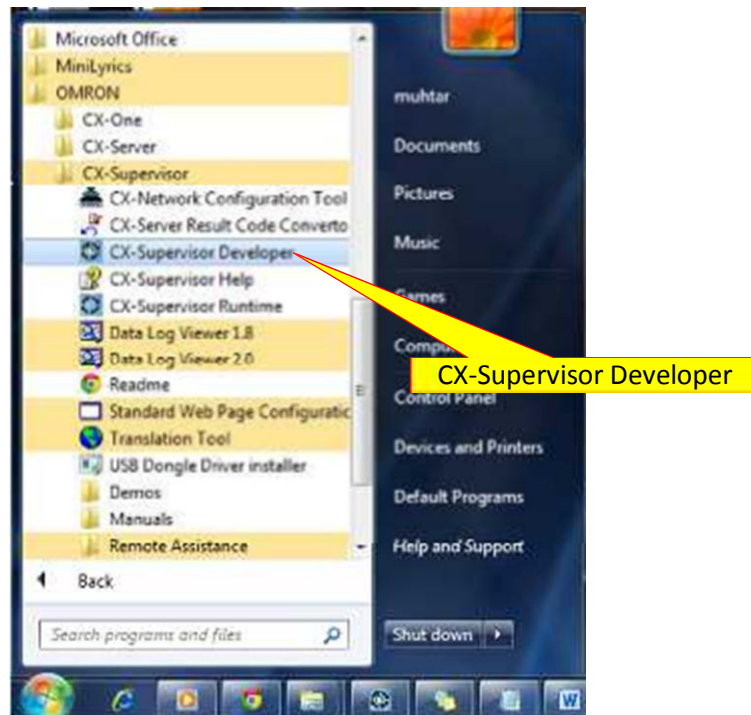 Microsoft Office
MiniLyrics
OMRON
CX-One
CX-Server
CX-Supervisor
CX-Network Configuration Tool
CX-Server Result Code Converto
CX-Supervisor Developer
CX-Supervisor Help
CX-Supervisor Runtime
Data Log Viewer 1.8
Data Log Viewer 2.0
Readme
Standard Web Page Configuratic
Translation Tool
USB Dongle Driver installer
Demos
Manuals
Remote Assistance
Back
Search programs and files
muhtar
Documents
Pictures
Music
Games
CX-Supervisor Developer
Control Panel
Devices and Printers
Default Programs
Help and Support
Shut down